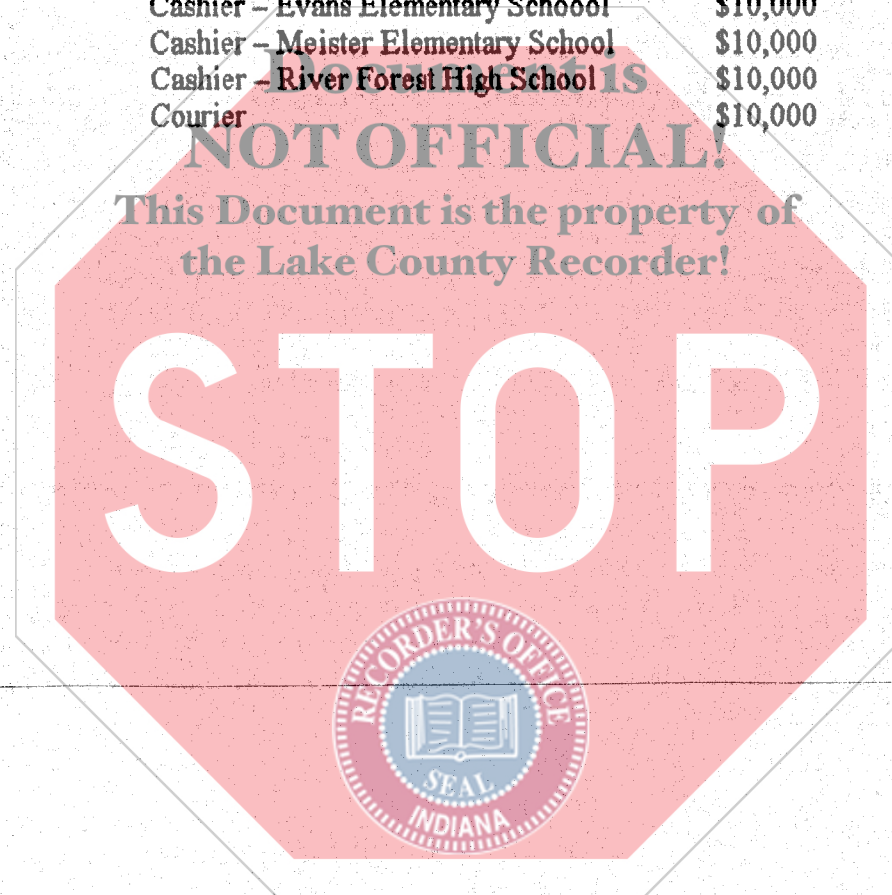 Cashier – Evans Elementary Schoool $10,000
Cashier – Meister Elementary School $10,000
Cashier – River Forest High School $10,000
Courier $10,000
Document is
NOT OFFICIAL!
This Document is the property of
the Lake County Recorder!
STOP
RECORDER'S OFFICE
SEAL
INDIANA